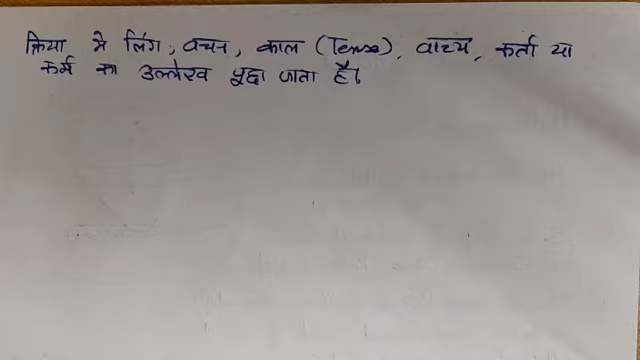 क्रिया मे लिंग, वचन, काल (Tense), वाच्य, कर्ता या
कर्म का उल्लेख पूछा जाता है।